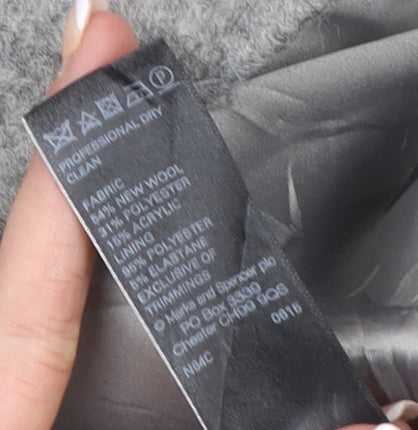 P
PROFESSIONAL DRY
CLEAN
FABRIC
54% NEW WOOL
31% POLYESTER
15% ACRYLIC
LINING
95% POLYESTER
5% ELASTANE
EXCLUSIVE OF
TRIMMINGS
© Marks and Spencer plc
PO Box 3339
Chester CH99 9QS
0815
N64C